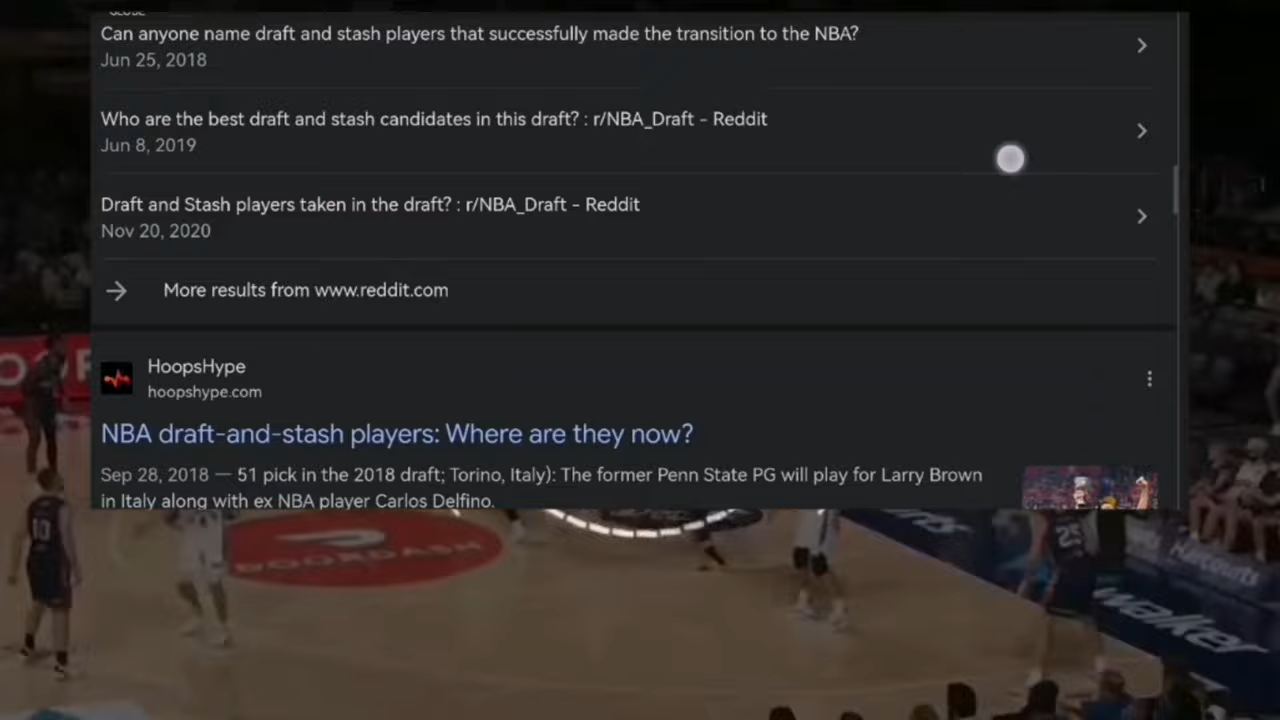 Can anyone name draft and stash players that successfully made the transition to the NBA?
Jun 25, 2018
Who are the best draft and stash candidates in this draft? : r/NBA_Draft - Reddit
Jun 8, 2019
Draft and Stash players taken in the draft? : r/NBA_Draft - Reddit
Nov 20, 2020
More results from www.reddit.com
HoopsHype
hoopshype.com
NBA draft-and-stash players: Where are they now?
Sep 28, 2018 — 51 pick in the 2018 draft; Torino, Italy): The former Penn State PG will play for Larry Brown
in Italy along with ex NBA player Carlos Delfino.
10
DOORDASH
25
Harcourts
walker